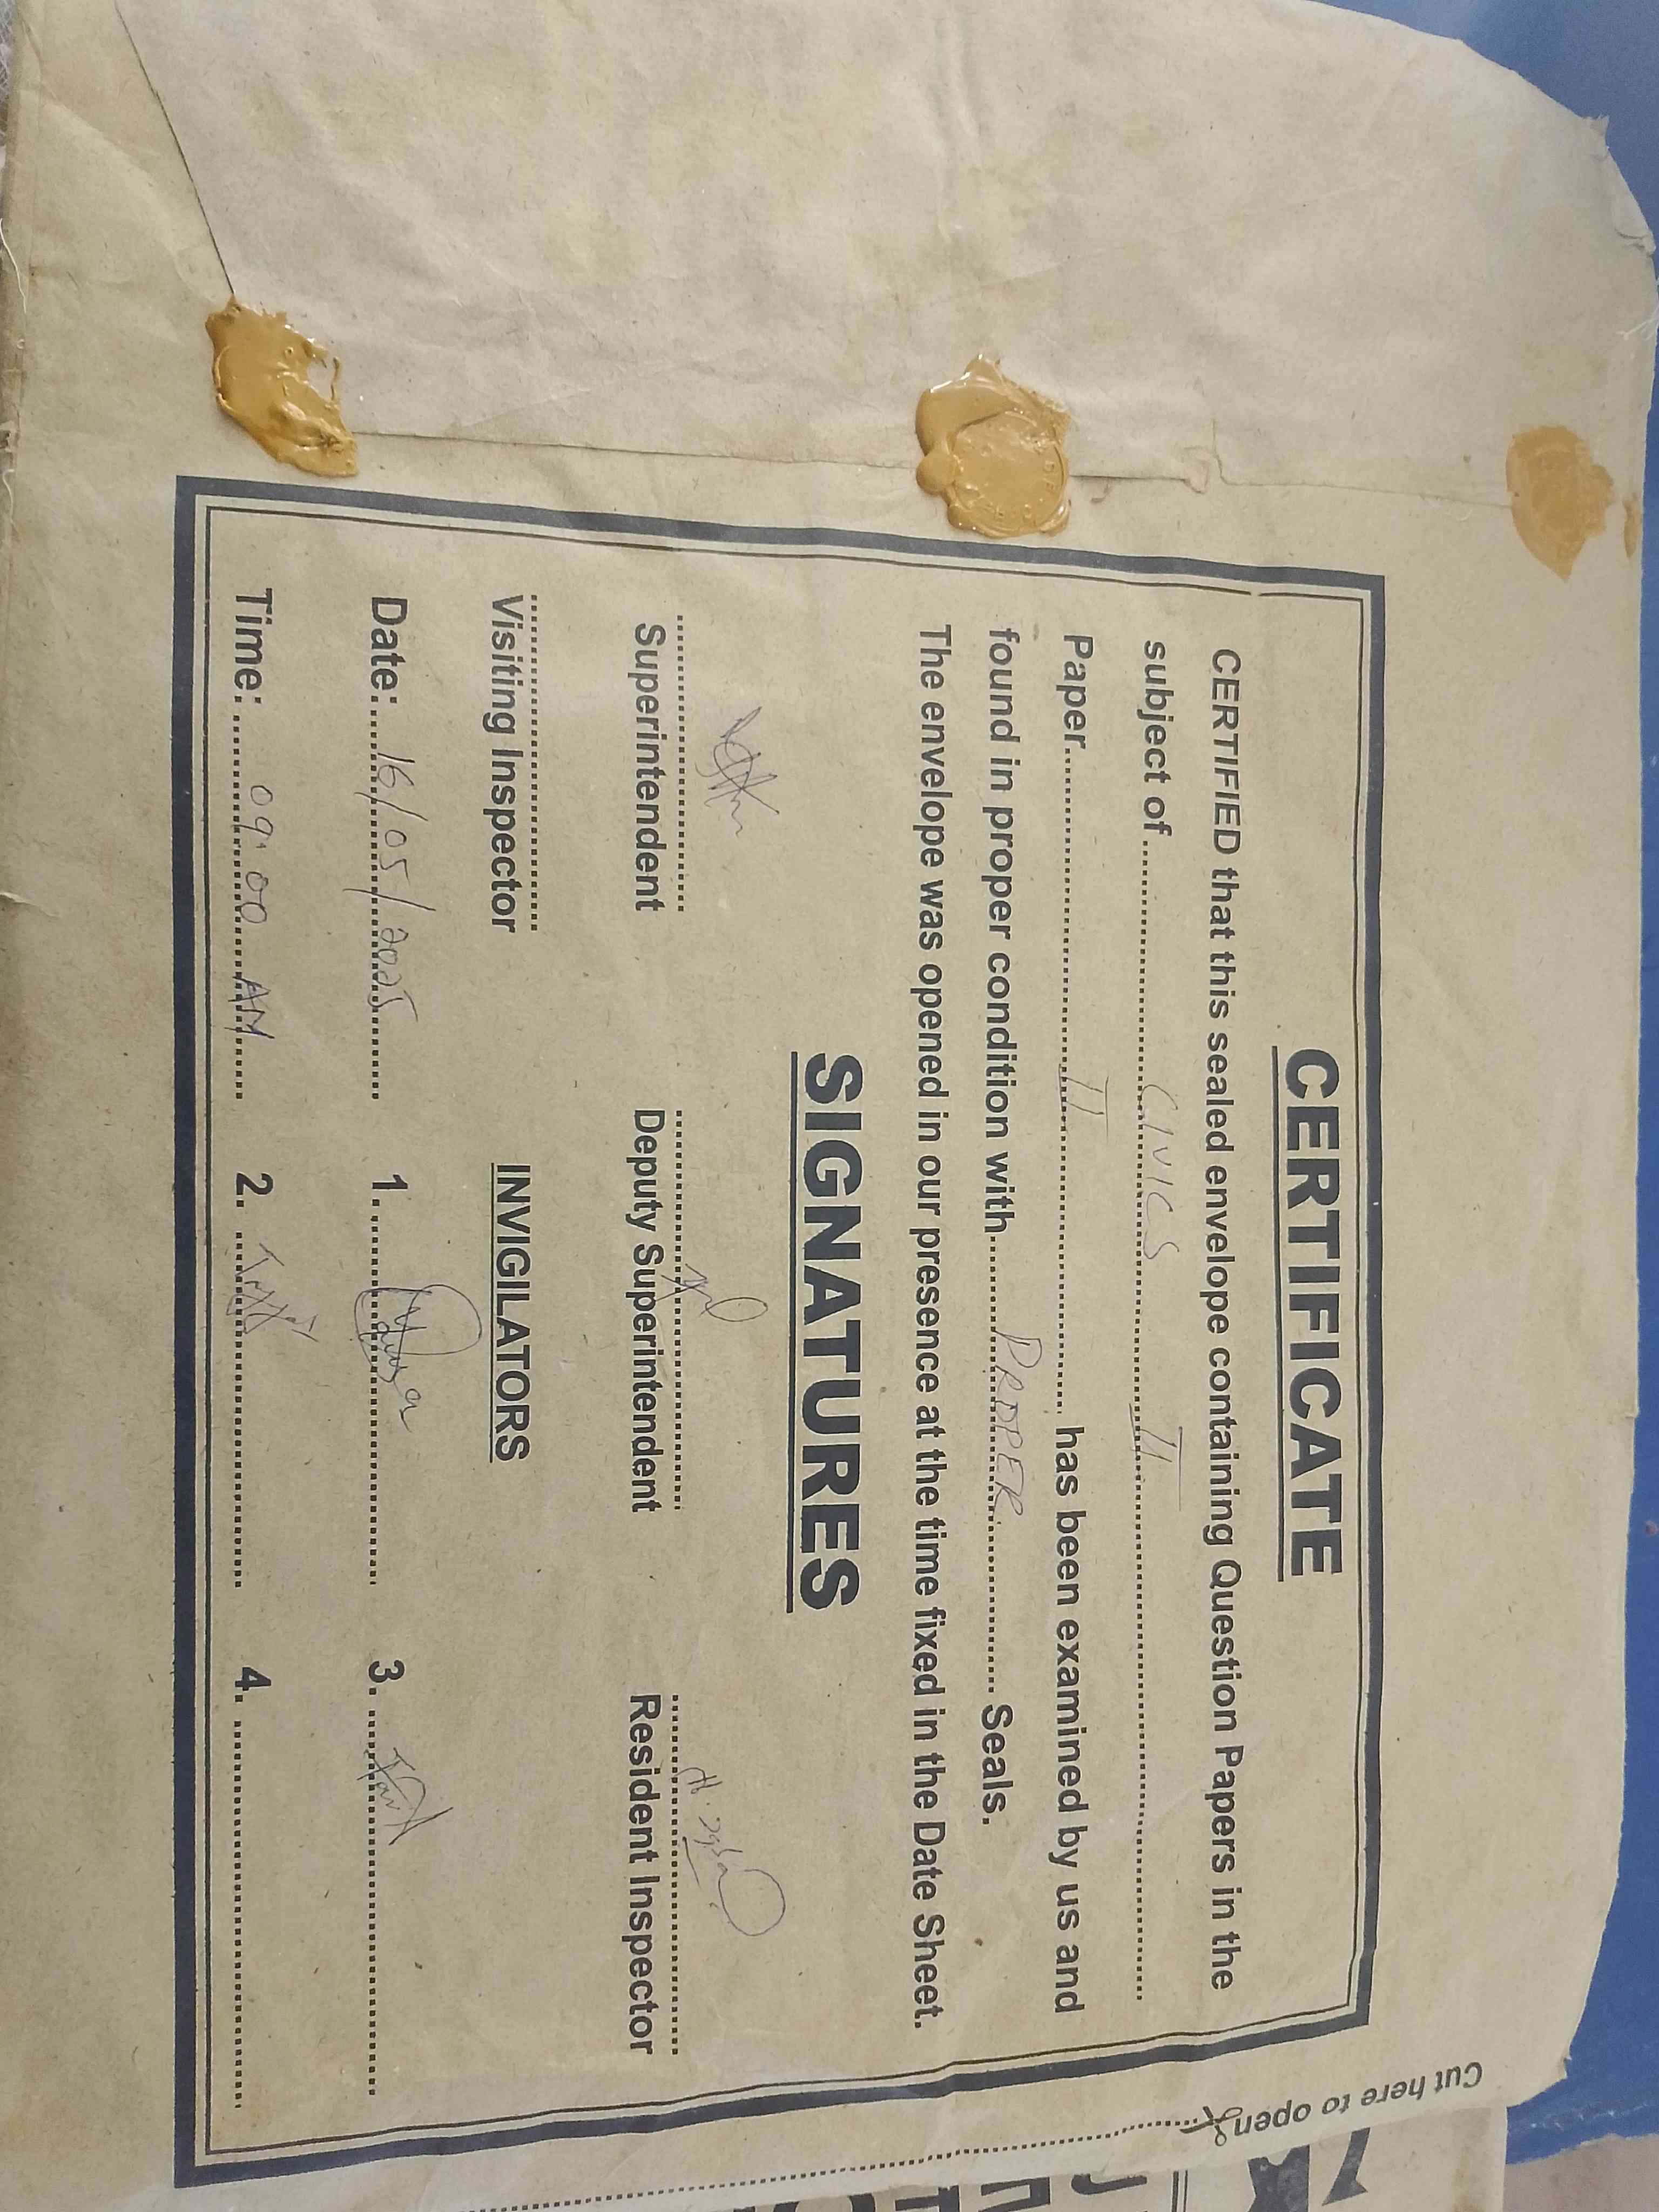 CERTIFICATE
CERTIFIED that this sealed envelope containing Question Papers in the
subject of.......... CIVICS II ..........
Paper.......... II .......... has been examined by us and
found in proper condition with.......... PROPER .......... Seals.
The envelope was opened in our presence at the time fixed in the Date Sheet.
SIGNATURES
Superintendent Deputy Superintendent Resident Inspector
Visiting Inspector INVIGILATORS
Date: 16/05/2025 1. .......... 3. ..........
Time: 09:00 AM 2. .......... 4. ..........
Cut here to open